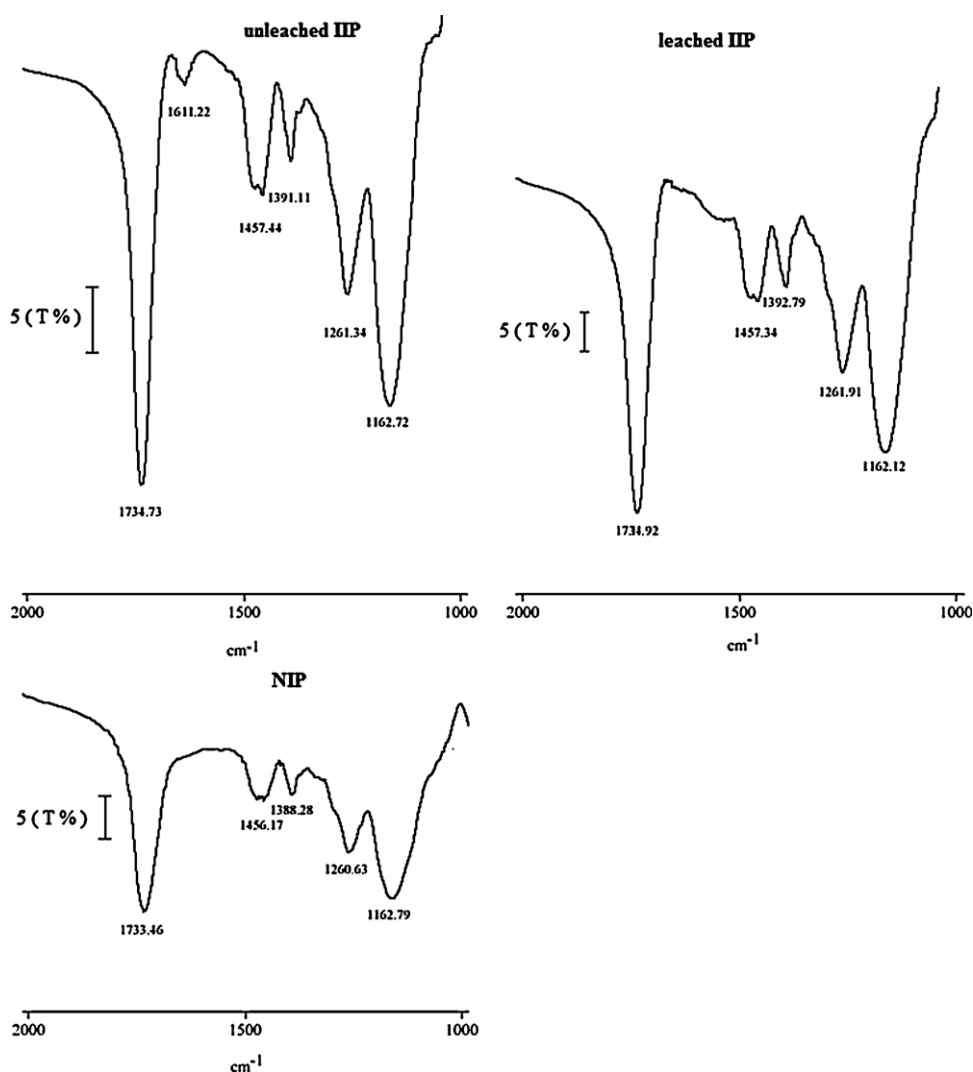 unleached IIP
1611.22
1391.11
1457.44
5 (T%)
1261.34
1162.72
1734.73
2000 1500 1000
cm-1
leached IIP
1392.79
1457.34
5 (T%)
1261.91
1162.12
1734.92
2000 1500 1000
cm-1
NIP
5 (T%)
1388.28
1456.17
1260.63
1162.79
1733.46
2000 1500 1000
cm-1